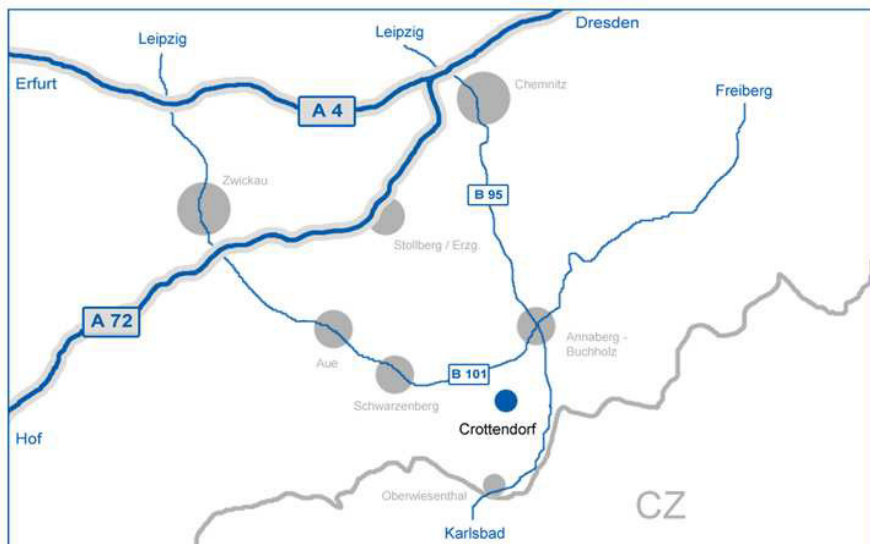 Dresden
Leipzig
Leipzig
Erfurt
Chemnitz
Freiberg
A 4
Zwickau
B 95
Stollberg / Erzg.
A 72
Annaberg -
Buchholz
Aue
B 101
Schwarzenberg
Crottendorf
Hof
Oberwiesenthal
CZ
Karlsbad